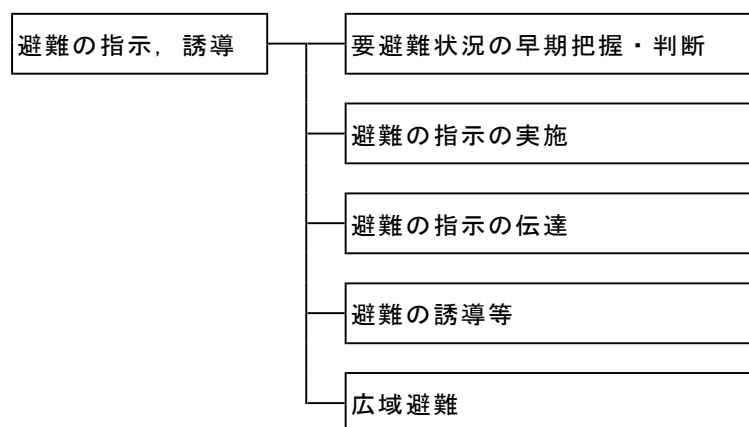 避難の指示，誘導
要避難状況の早期把握・判断
避難の指示の実施
避難の指示の伝達
避難の誘導等
広域避難